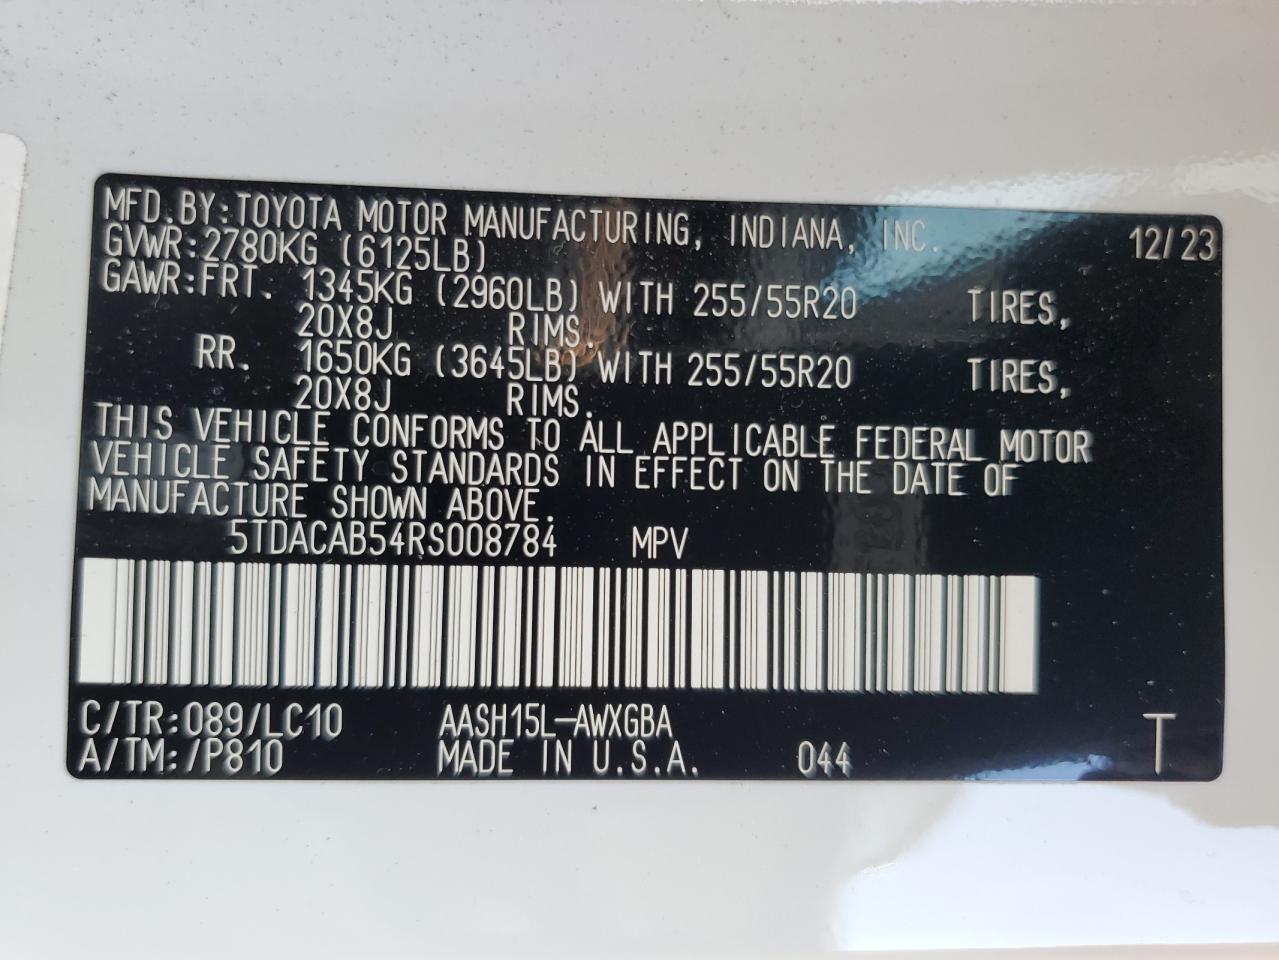 MFD.BY:TOYOTA MOTOR MANUFACTURING, INDIANA, INC. 12/23
GVWR:2780KG (6125LB)
GAWR:FRT. 1345KG (2960LB) WITH 255/55R20 TIRES,
20X8J RIMS.
RR. 1650KG (3645LB) WITH 255/55R20 TIRES,
20X8J RIMS.
THIS VEHICLE CONFORMS TO ALL APPLICABLE FEDERAL MOTOR
VEHICLE SAFETY STANDARDS IN EFFECT ON THE DATE OF
MANUFACTURE SHOWN ABOVE.
5TDACAB54RS008784 MPV
C/TR:089/LC10 AASH15L-AWXGBA T
A/TM:/P810 MADE IN U.S.A. 044